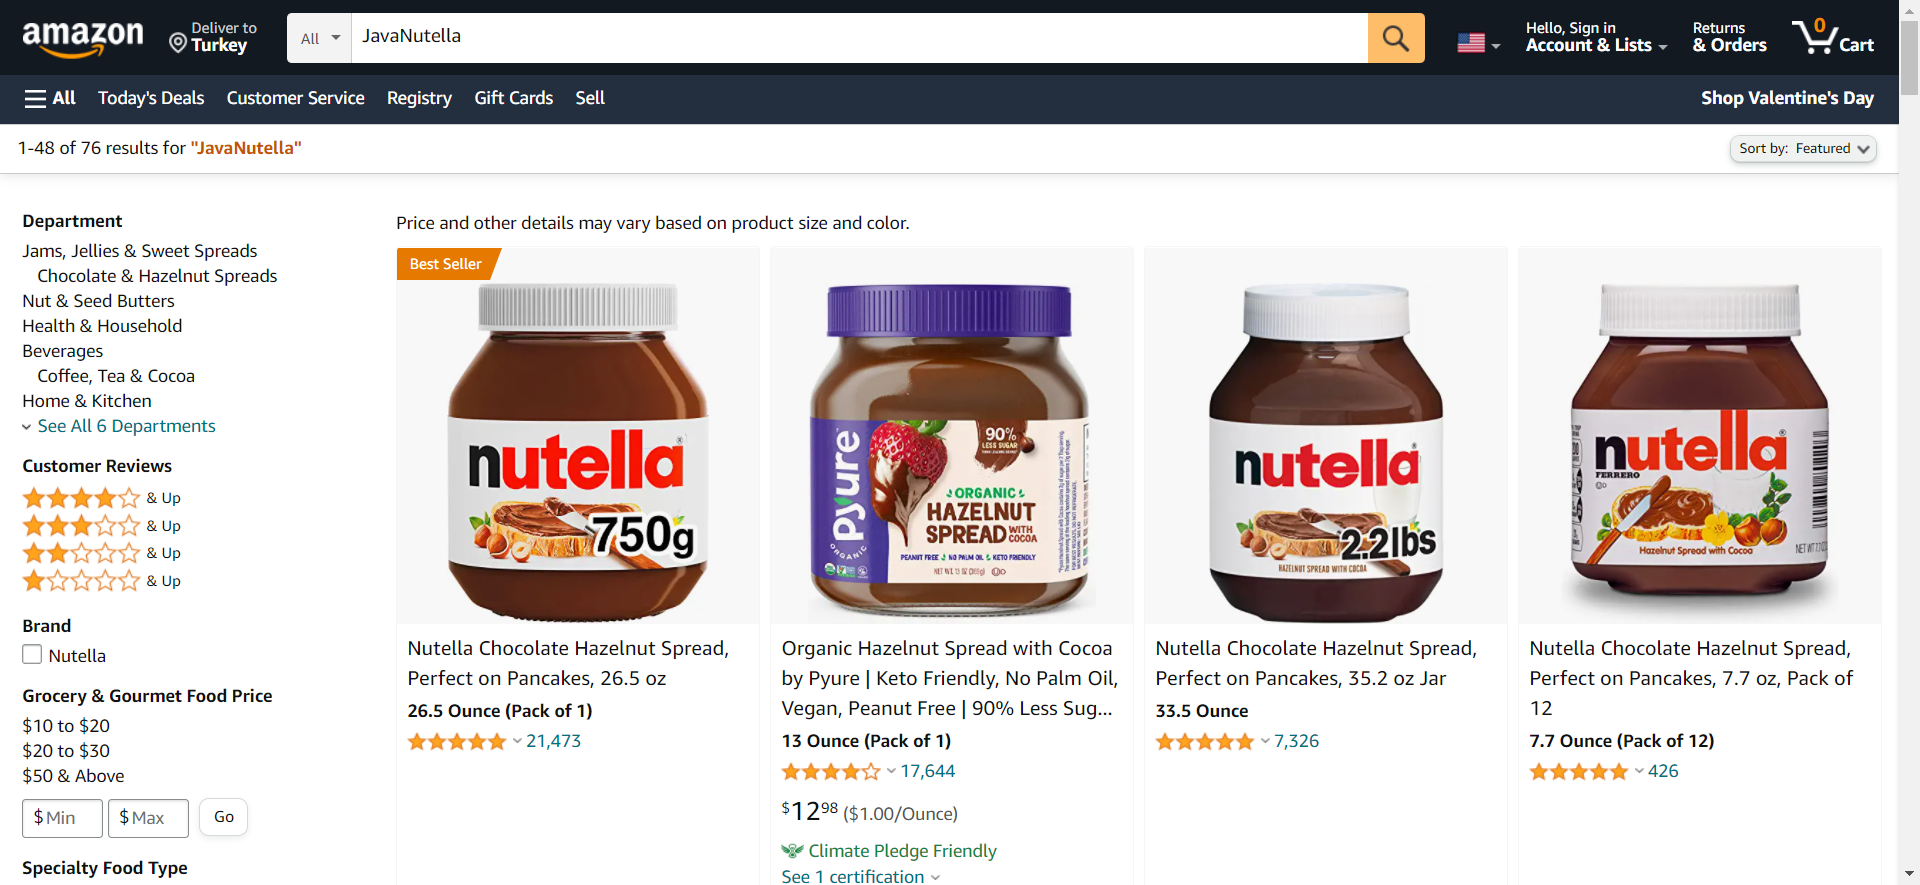 amazon
Deliver to
Turkey
All
JavaNutella
Hello, Sign in
Account & Lists
Returns
& Orders
0
Cart
All
Today's Deals
Customer Service
Registry
Gift Cards
Sell
Shop Valentine's Day
1-48 of 76 results for "JavaNutella"
Sort by: Featured
Department
Jams, Jellies & Sweet Spreads
Chocolate & Hazelnut Spreads
Nut & Seed Butters
Health & Household
Beverages
Coffee, Tea & Cocoa
Home & Kitchen
See All 6 Departments
Customer Reviews
& Up
& Up
& Up
& Up
Brand
Nutella
Grocery & Gourmet Food Price
$10 to $20
$20 to $30
$50 & Above
$ Min
$ Max
Go
Specialty Food Type
Price and other details may vary based on product size and color.
Best Seller
nutella
750g
Nutella Chocolate Hazelnut Spread,
Perfect on Pancakes, 26.5 oz
26.5 Ounce (Pack of 1)
21,473
pyure
ORGANIC
90%
LESS SUGAR
ORGANIC
HAZELNUT
SPREAD WITH COCOA
PEANUT FREE NO PALM OIL KETO FRIENDLY
NET WT 13 OZ
Organic Hazelnut Spread with Cocoa
by Pyure | Keto Friendly, No Palm Oil,
Vegan, Peanut Free | 90% Less Sug...
13 Ounce (Pack of 1)
17,644
$12.98 ($1.00/Ounce)
Climate Pledge Friendly
See 1 certification
nutella
2.2lbs
HAZELNUT SPREAD WITH COCOA
Nutella Chocolate Hazelnut Spread,
Perfect on Pancakes, 35.2 oz Jar
33.5 Ounce
7,326
nutella
FERRERO
Hazelnut Spread with Cocoa
Nutella Chocolate Hazelnut Spread,
Perfect on Pancakes, 7.7 oz, Pack of
12
7.7 Ounce (Pack of 12)
426